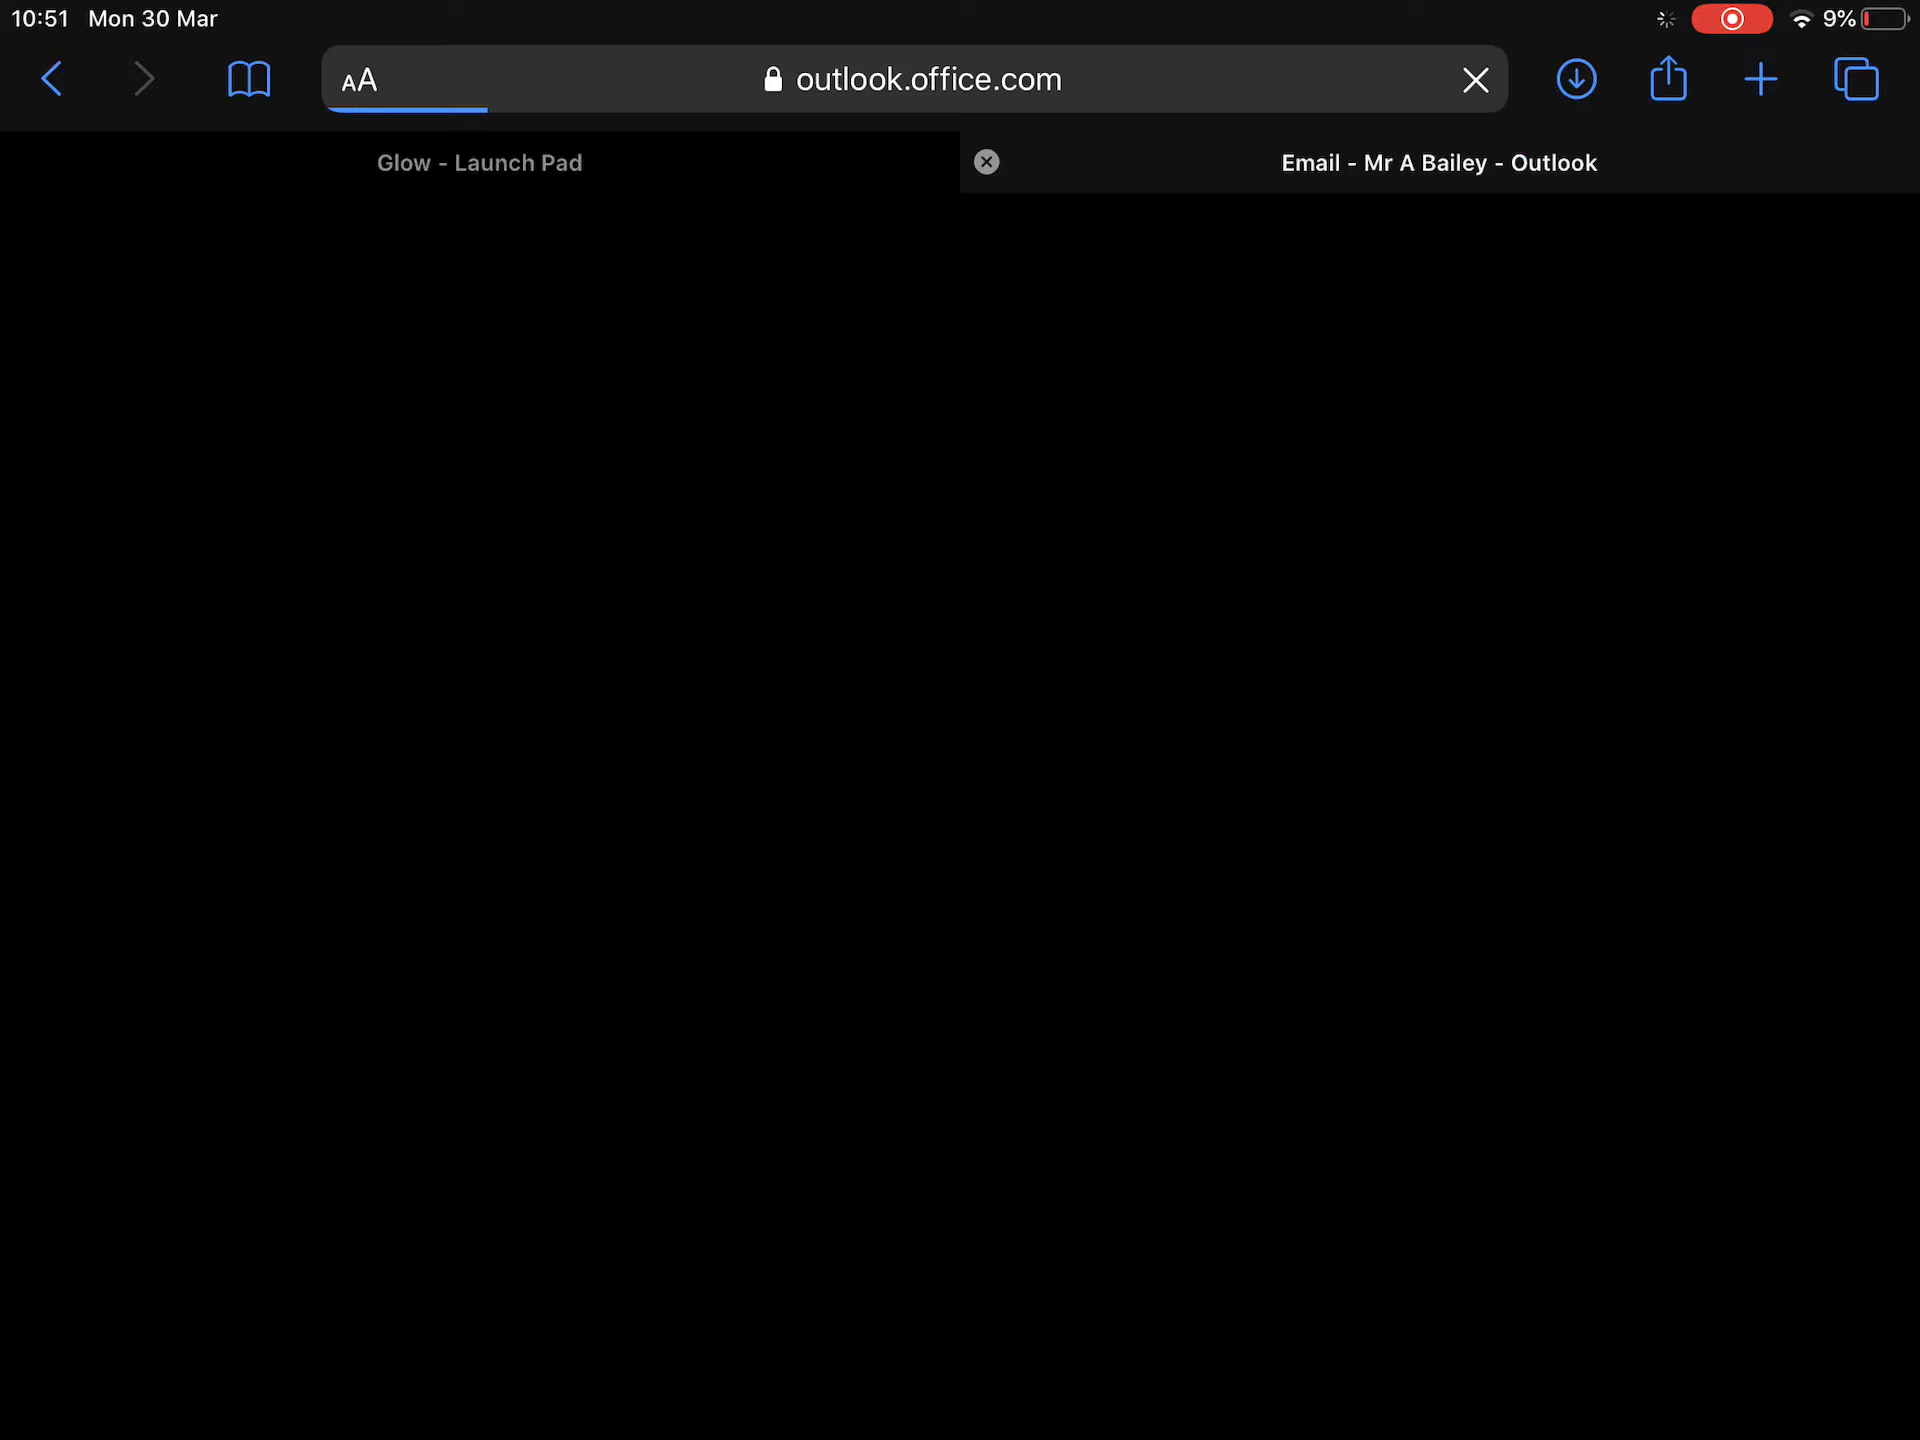 10:51 Mon 30 Mar 9%
AA outlook.office.com
Glow - Launch Pad
Email - Mr A Bailey - Outlook